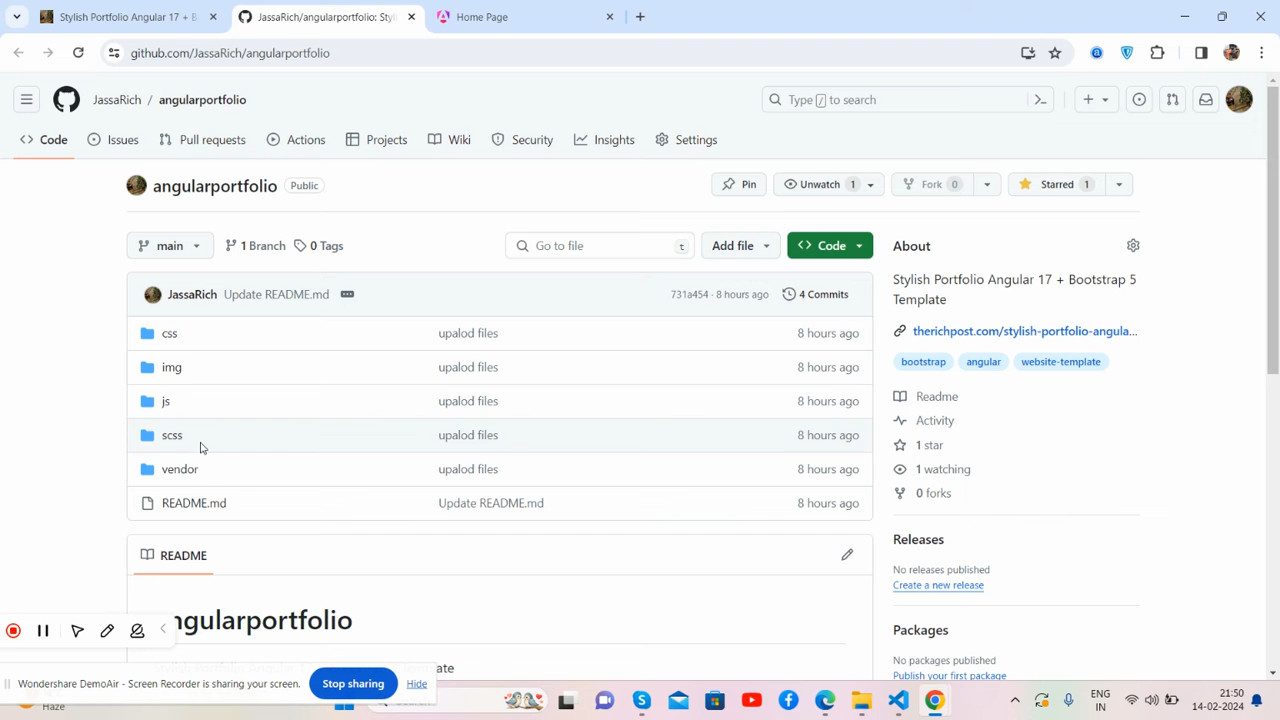 Stylish Portfolio Angular 17 + B
JassaRich/angularportfolio: Sty
Home Page
github.com/JassaRich/angularportfolio
JassaRich / angularportfolio
Type / to search
Code
Issues
Pull requests
Actions
Projects
Wiki
Security
Insights
Settings
angularportfolio Public
Pin
Unwatch 1
Fork 0
Starred 1
main
1 Branch
0 Tags
Go to file t
Add file
Code
JassaRich Update README.md
731a454 · 8 hours ago
4 Commits
css upalod files 8 hours ago
img upalod files 8 hours ago
js upalod files 8 hours ago
scss upalod files 8 hours ago
vendor upalod files 8 hours ago
README.md Update README.md 8 hours ago
README
ngularportfolio
About
Stylish Portfolio Angular 17 + Bootstrap 5
Template
therichpost.com/stylish-portfolio-angula...
bootstrap angular website-template
Readme
Activity
1 star
1 watching
0 forks
Releases
No releases published
Create a new release
Packages
No packages published
Publish your first package
Wondershare DemoAir - Screen Recorder is sharing your screen.
Stop sharing
Hide
Haze
ENG
IN
21:50
14-02-2024